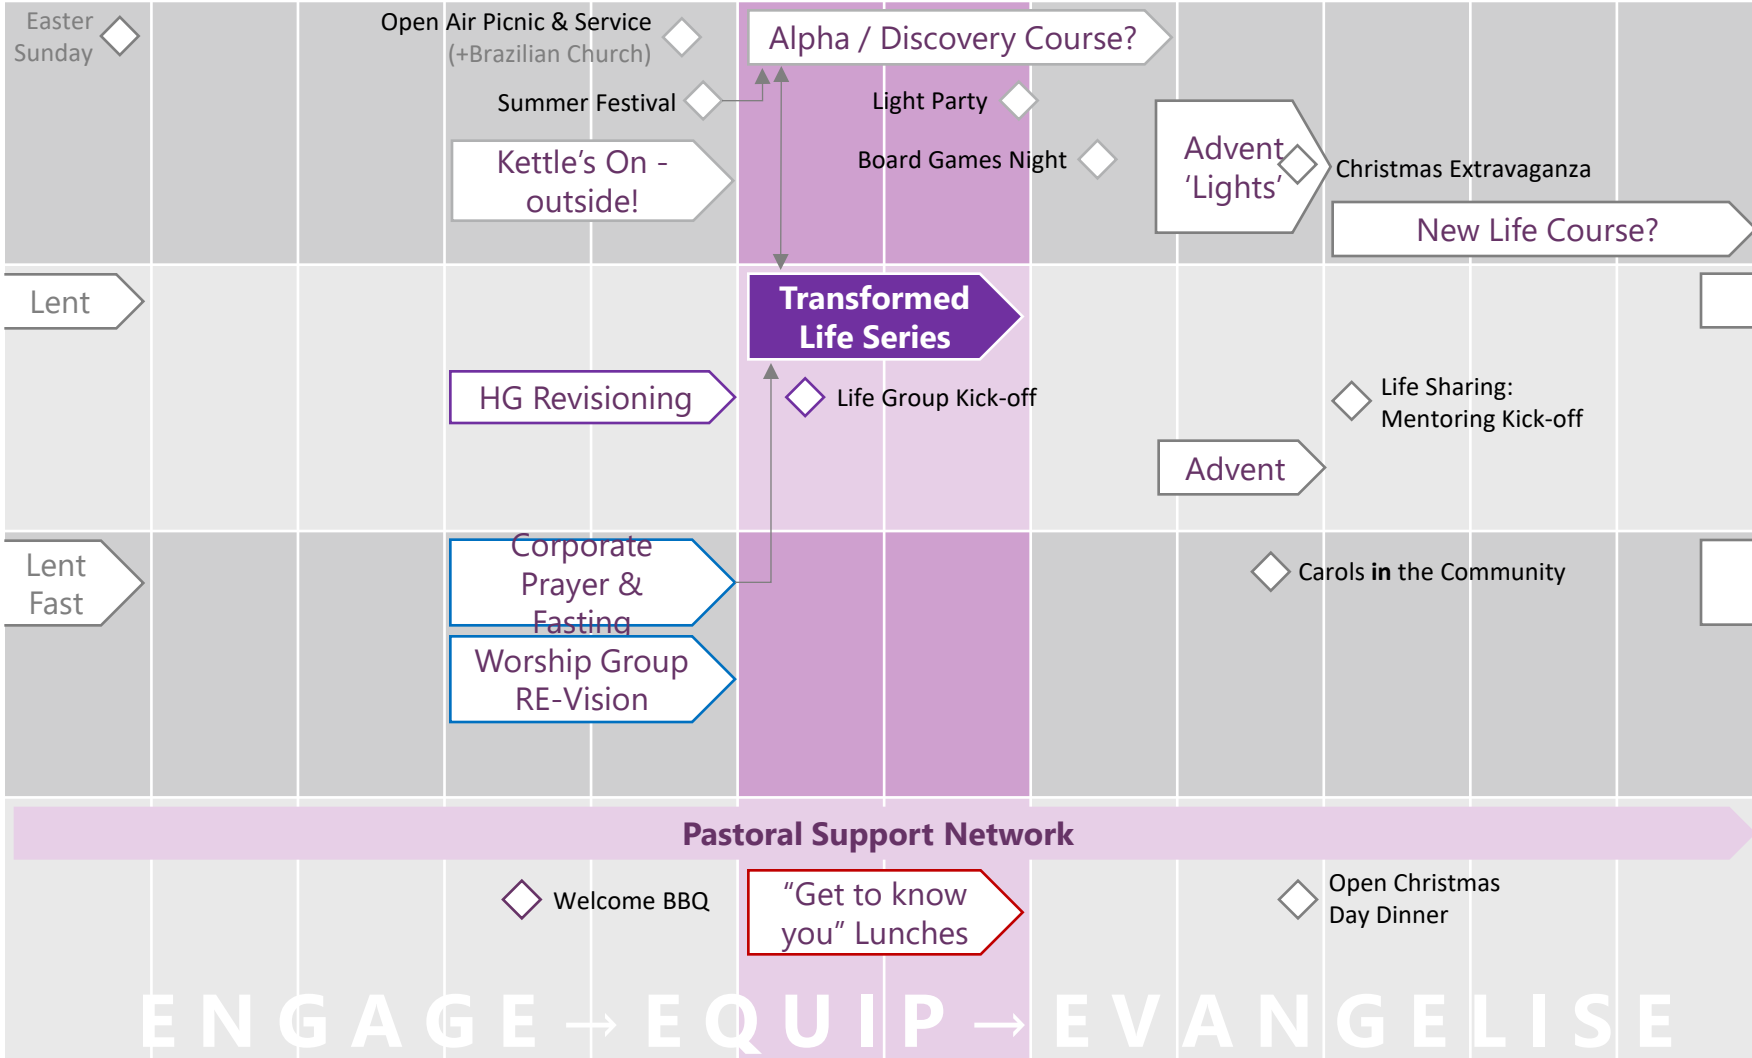 Easter
Sunday
Open Air Picnic & Service
(+Brazilian Church)
Alpha / Discovery Course?
Summer Festival
Light Party
Kettle’s On -
outside!
Board Games Night
Advent
‘Lights’
Christmas Extravaganza
New Life Course?
Lent
Transformed
Life Series
HG Revisioning
Life Group Kick-off
Life Sharing:
Mentoring Kick-off
Advent
Lent
Fast
Corporate
Prayer &
Fasting
Carols in the Community
Worship Group
RE-Vision
Pastoral Support Network
Welcome BBQ
“Get to know
you” Lunches
Open Christmas
Day Dinner
ENGAGE → EQUIP → EVANGELISE